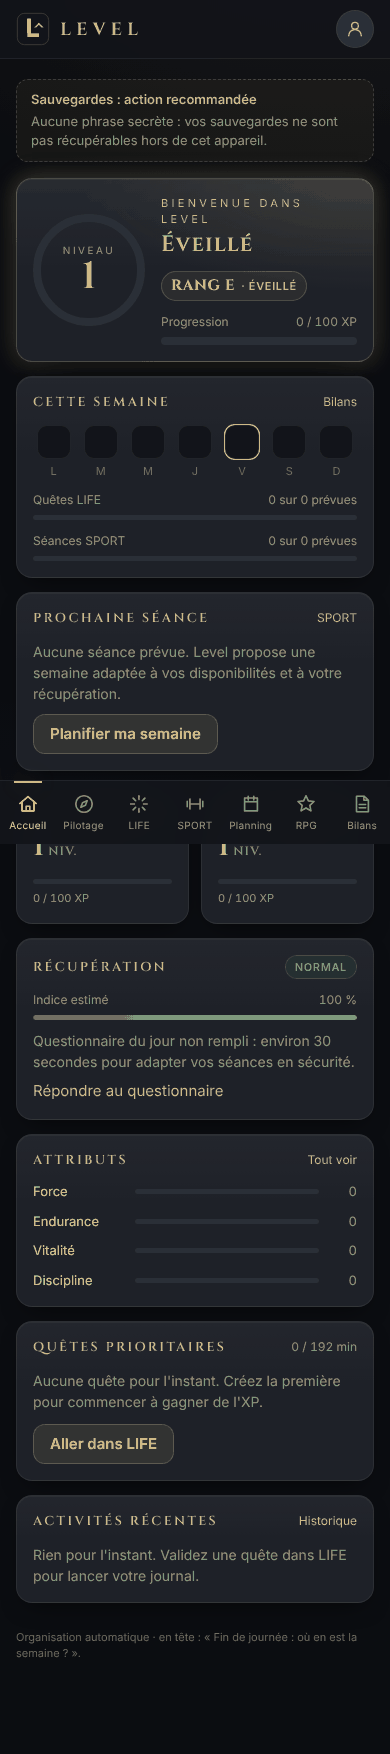 LEVEL
Sauvegardes : action recommandée
Aucune phrase secrète : vos sauvegardes ne sont
pas récupérables hors de cet appareil.
BIENVENUE DANS
LEVEL
ÉVEILLÉ
NIVEAU
1
RANG E · ÉVEILLÉ
Progression 0 / 100 XP
CETTE SEMAINE Bilans
L M M J V S D
Quêtes LIFE 0 sur 0 prévues
Séances SPORT 0 sur 0 prévues
PROCHAINE SÉANCE SPORT
Aucune séance prévue. Level propose une
semaine adaptée à vos disponibilités et à votre
récupération.
Planifier ma semaine
Accueil Pilotage LIFE SPORT Planning RPG Bilans
1 NIV. 1 NIV.
0 / 100 XP 0 / 100 XP
RÉCUPÉRATION NORMAL
Indice estimé 100 %
Questionnaire du jour non rempli : environ 30
secondes pour adapter vos séances en sécurité.
Répondre au questionnaire
ATTRIBUTS Tout voir
Force 0
Endurance 0
Vitalité 0
Discipline 0
QUÊTES PRIORITAIRES 0 / 192 min
Aucune quête pour l'instant. Créez la première
pour commencer à gagner de l'XP.
Aller dans LIFE
ACTIVITÉS RÉCENTES Historique
Rien pour l'instant. Validez une quête dans LIFE
pour lancer votre journal.
Organisation automatique · en tête : « Fin de journée : où en est la
semaine ? ».